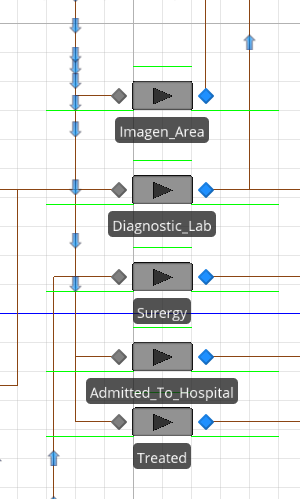 Imagen_Area
Diagnostic_Lab
Surergy
Admitted_To_Hospital
Treated